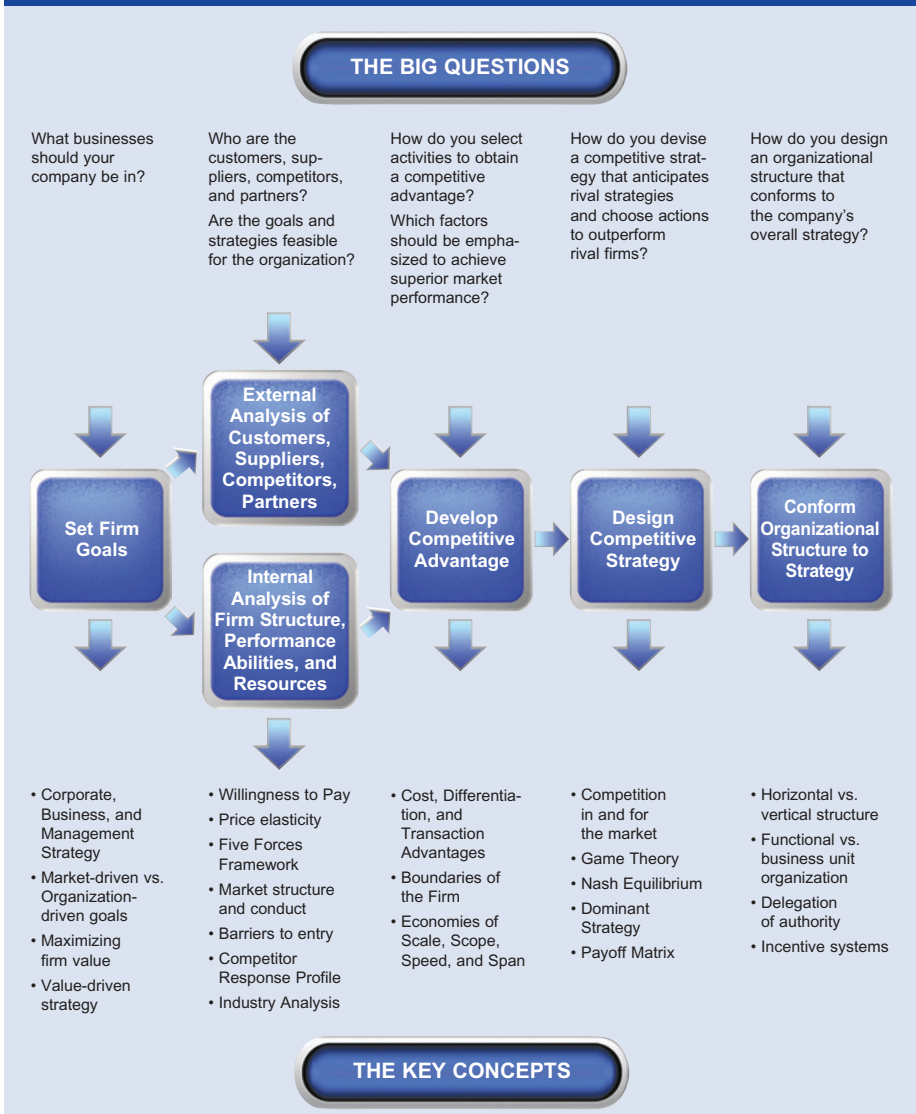 THE BIG QUESTIONS
What businesses
should your
company be in?
Who are the
customers, sup-
pliers, competitors,
and partners?
Are the goals and
strategies feasible
for the organization?
How do you select
activities to obtain
a competitive
advantage?
Which factors
should be empha-
sized to achieve
superior market
performance?
How do you devise
a competitive strat-
egy that anticipates
rival strategies
and choose actions
to outperform
rival firms?
How do you design
an organizational
structure that
conforms to
the company's
overall strategy?
Set Firm
Goals
External
Analysis of
Customers,
Suppliers,
Competitors,
Partners
Internal
Analysis of
Firm Structure,
Performance
Abilities, and
Resources
Develop
Competitive
Advantage
Design
Competitive
Strategy
Conform
Organizational
Structure to
Strategy
• Corporate,
Business, and
Management
Strategy
• Market-driven vs.
Organization-
driven goals
• Maximizing
firm value
• Value-driven
strategy
• Willingness to Pay
• Price elasticity
• Five Forces
Framework
• Market structure
and conduct
• Barriers to entry
• Competitor
Response Profile
• Industry Analysis
• Cost, Differentia-
tion, and
Transaction
Advantages
• Boundaries of
the Firm
• Economies of
Scale, Scope,
Speed, and Span
• Competition
in and for
the market
• Game Theory
• Nash Equilibrium
• Dominant
Strategy
• Payoff Matrix
• Horizontal vs.
vertical structure
• Functional vs.
business unit
organization
• Delegation
of authority
• Incentive systems
THE KEY CONCEPTS